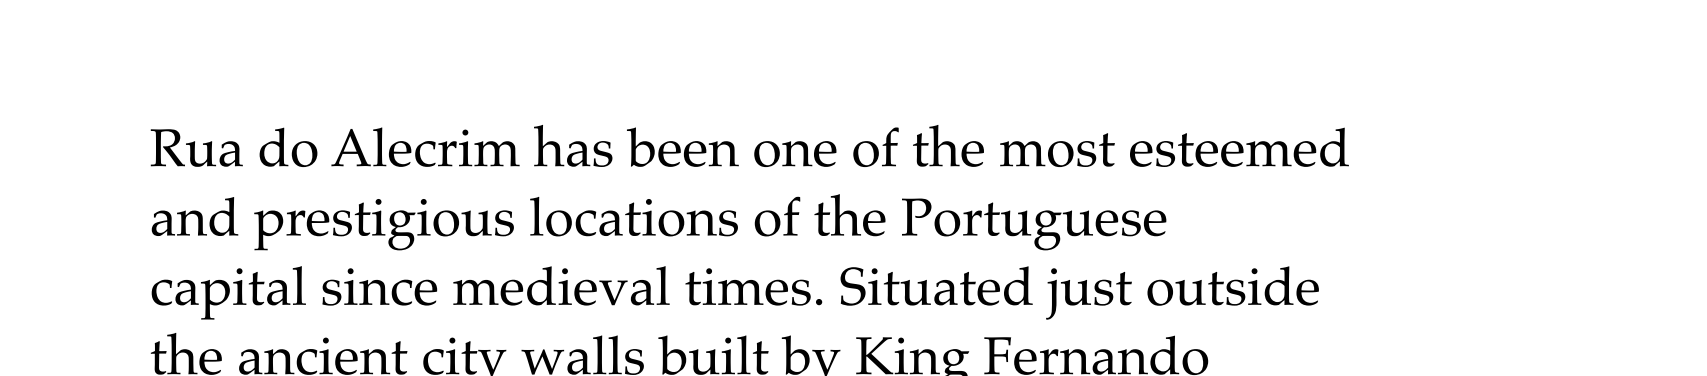 Rua do Alecrim has been one of the most esteemed
and prestigious locations of the Portuguese
capital since medieval times. Situated just outside
the ancient city walls built by King Fernando